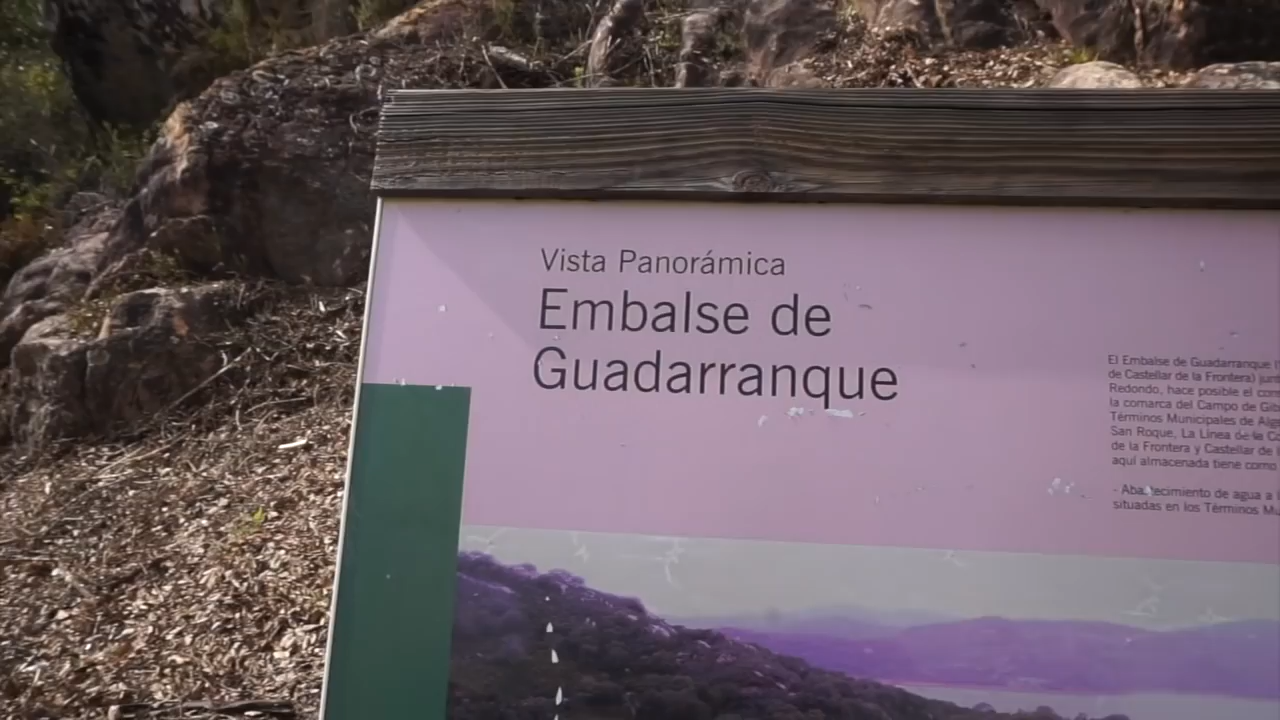 Vista Panorámica
Embalse de
Guadarranque
El Embalse de Guadarranque
de Castellar de la Frontera)
Redondo, hace posible el
la comarca del Campo de
Términos Municipales de
San Roque, La Línea de la
de la Frontera y Castellar de
aquí almacenada tiene como
- Abastecimiento de agua a
situadas en los Términos